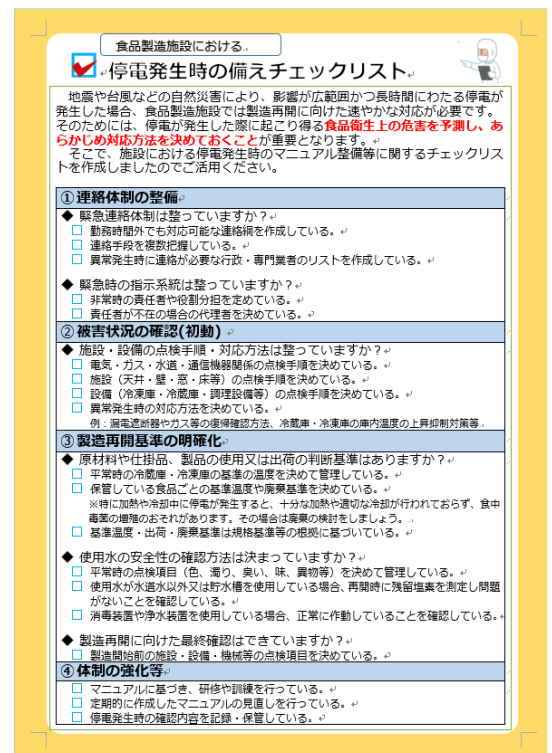 食品製造施設における
停電発生時の備えチェックリスト
地震や台風などの自然災害により、影響が広範囲かつ長時間にわたる停電が
発生した場合、食品製造施設では製造再開に向けた速やかな対応が必要です。
そのためには、停電が発生した際に起こり得る食品衛生上の危害を予測し、あ
らかじめ対応方法を決めておくことが重要となります。
そこで、施設における停電発生時のマニュアル整備等に関するチェックリス
トを作成しましたのでご活用ください。
①連絡体制の整備
◆ 緊急連絡体制は整っていますか？
□ 勤務時間外でも対応可能な連絡網を作成している。
□ 連絡手段を複数把握している。
□ 異常発生時に連絡が必要な行政・専門業者のリストを作成している。
◆ 緊急時の指示系統は整っていますか？
□ 非常時の責任者や役割分担を定めている。
□ 責任者が不在の場合の代理者を決めている。
②被害状況の確認(初動)
◆ 施設・設備の点検手順・対応方法は整っていますか？
□ 電気・ガス・水道・通信機器関係の点検手順を決めている。
□ 施設（天井・壁・窓・床等）の点検手順を決めている。
□ 設備（冷凍庫・冷蔵庫・調理設備等）の点検手順を決めている。
□ 異常発生時の対応方法を決めている。
例：漏電遮断器やガス等の復帰確認方法、冷蔵庫・冷凍庫の庫内温度の上昇抑制対策等
③製造再開基準の明確化
◆ 原材料や仕掛品、製品の使用又は出荷の判断基準はありますか？
□ 平常時の冷蔵庫・冷凍庫の基準の温度を決めて管理している。
□ 保管している食品ごとの基準温度や廃棄基準を決めている。
※特に加熱や冷却中に停電が発生すると、十分な加熱や適切な冷却が行われておらず、食中
毒菌の増殖のおそれがあります。その場合は廃棄の検討をしましょう。
□ 基準温度・出荷・廃棄基準は規格基準等の根拠に基づいている。
◆ 使用水の安全性の確認方法は決まっていますか？
□ 平常時の点検項目（色、濁り、臭い、味、異物等）を決めて管理している。
□ 使用水が水道水以外又は貯水槽を使用している場合、再開時に残留塩素を測定し問題
がないことを確認している。
□ 消毒装置や浄水装置を使用している場合、正常に作動していることを確認している。
◆ 製造再開に向けた最終確認はできていますか？
□ 製造開始前の施設・設備・機械等の点検項目を決めている。
④体制の強化等
□ マニュアルに基づき、研修や訓練を行っている。
□ 定期的に作成したマニュアルの見直しを行っている。
□ 停電発生時の確認内容を記録・保管している。